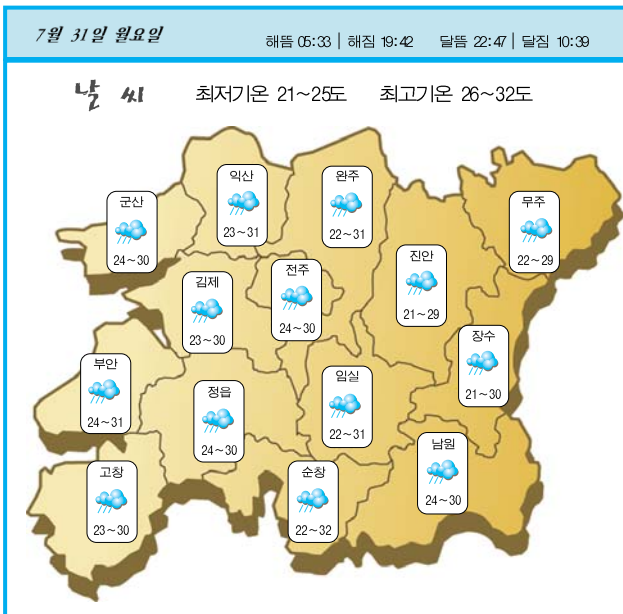 7월 31일 월요일
해뜸 05:33 | 해짐 19:42 달뜸 22:47 | 달짐 10:39
날 씨 최저기온 21~25도 최고기온 26~32도
익산
23~31
완주
22~31
군산
24~30
무주
22~29
진안
21~29
전주
24~30
김제
23~30
장수
21~30
부안
24~31
임실
22~31
정읍
24~30
남원
24~30
고창
23~30
순창
22~32